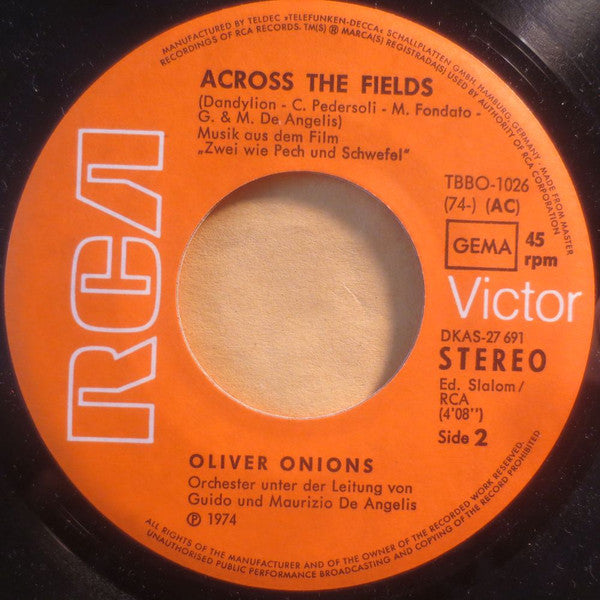 MANUFACTURED BY TELDEC »TELEFUNKEN-DECCA« SCHALLPLATTEN GMBH, HAMBURG, GERMANY - MADE FROM MASTER
RECORDINGS OF RCA RECORDS. TM(S) ® MARCA(S) REGISTRADA(S) USED BY AUTHORITY OF RCA CORPORATION
ACROSS THE FIELDS
(Dandylion - C. Pedersoli - M. Fondato -
G. & M. De Angelis)
Musik aus dem Film
„Zwei wie Pech und Schwefel"
RCA
TBBO-1026
(74-) (AC)
GEMA
45
rpm
Victor
DKAS-27 691
STEREO
Ed. Slalom/
RCA
(4'08'')
Side 2
OLIVER ONIONS
Orchester unter der Leitung von
Guido und Maurizio De Angelis
℗ 1974
ALL RIGHTS OF THE MANUFACTURER AND OF THE OWNER OF THE RECORDED WORK RESERVED.
UNAUTHORISED PUBLIC PERFORMANCE BROADCASTING AND COPYING OF THE RECORD PROHIBITED